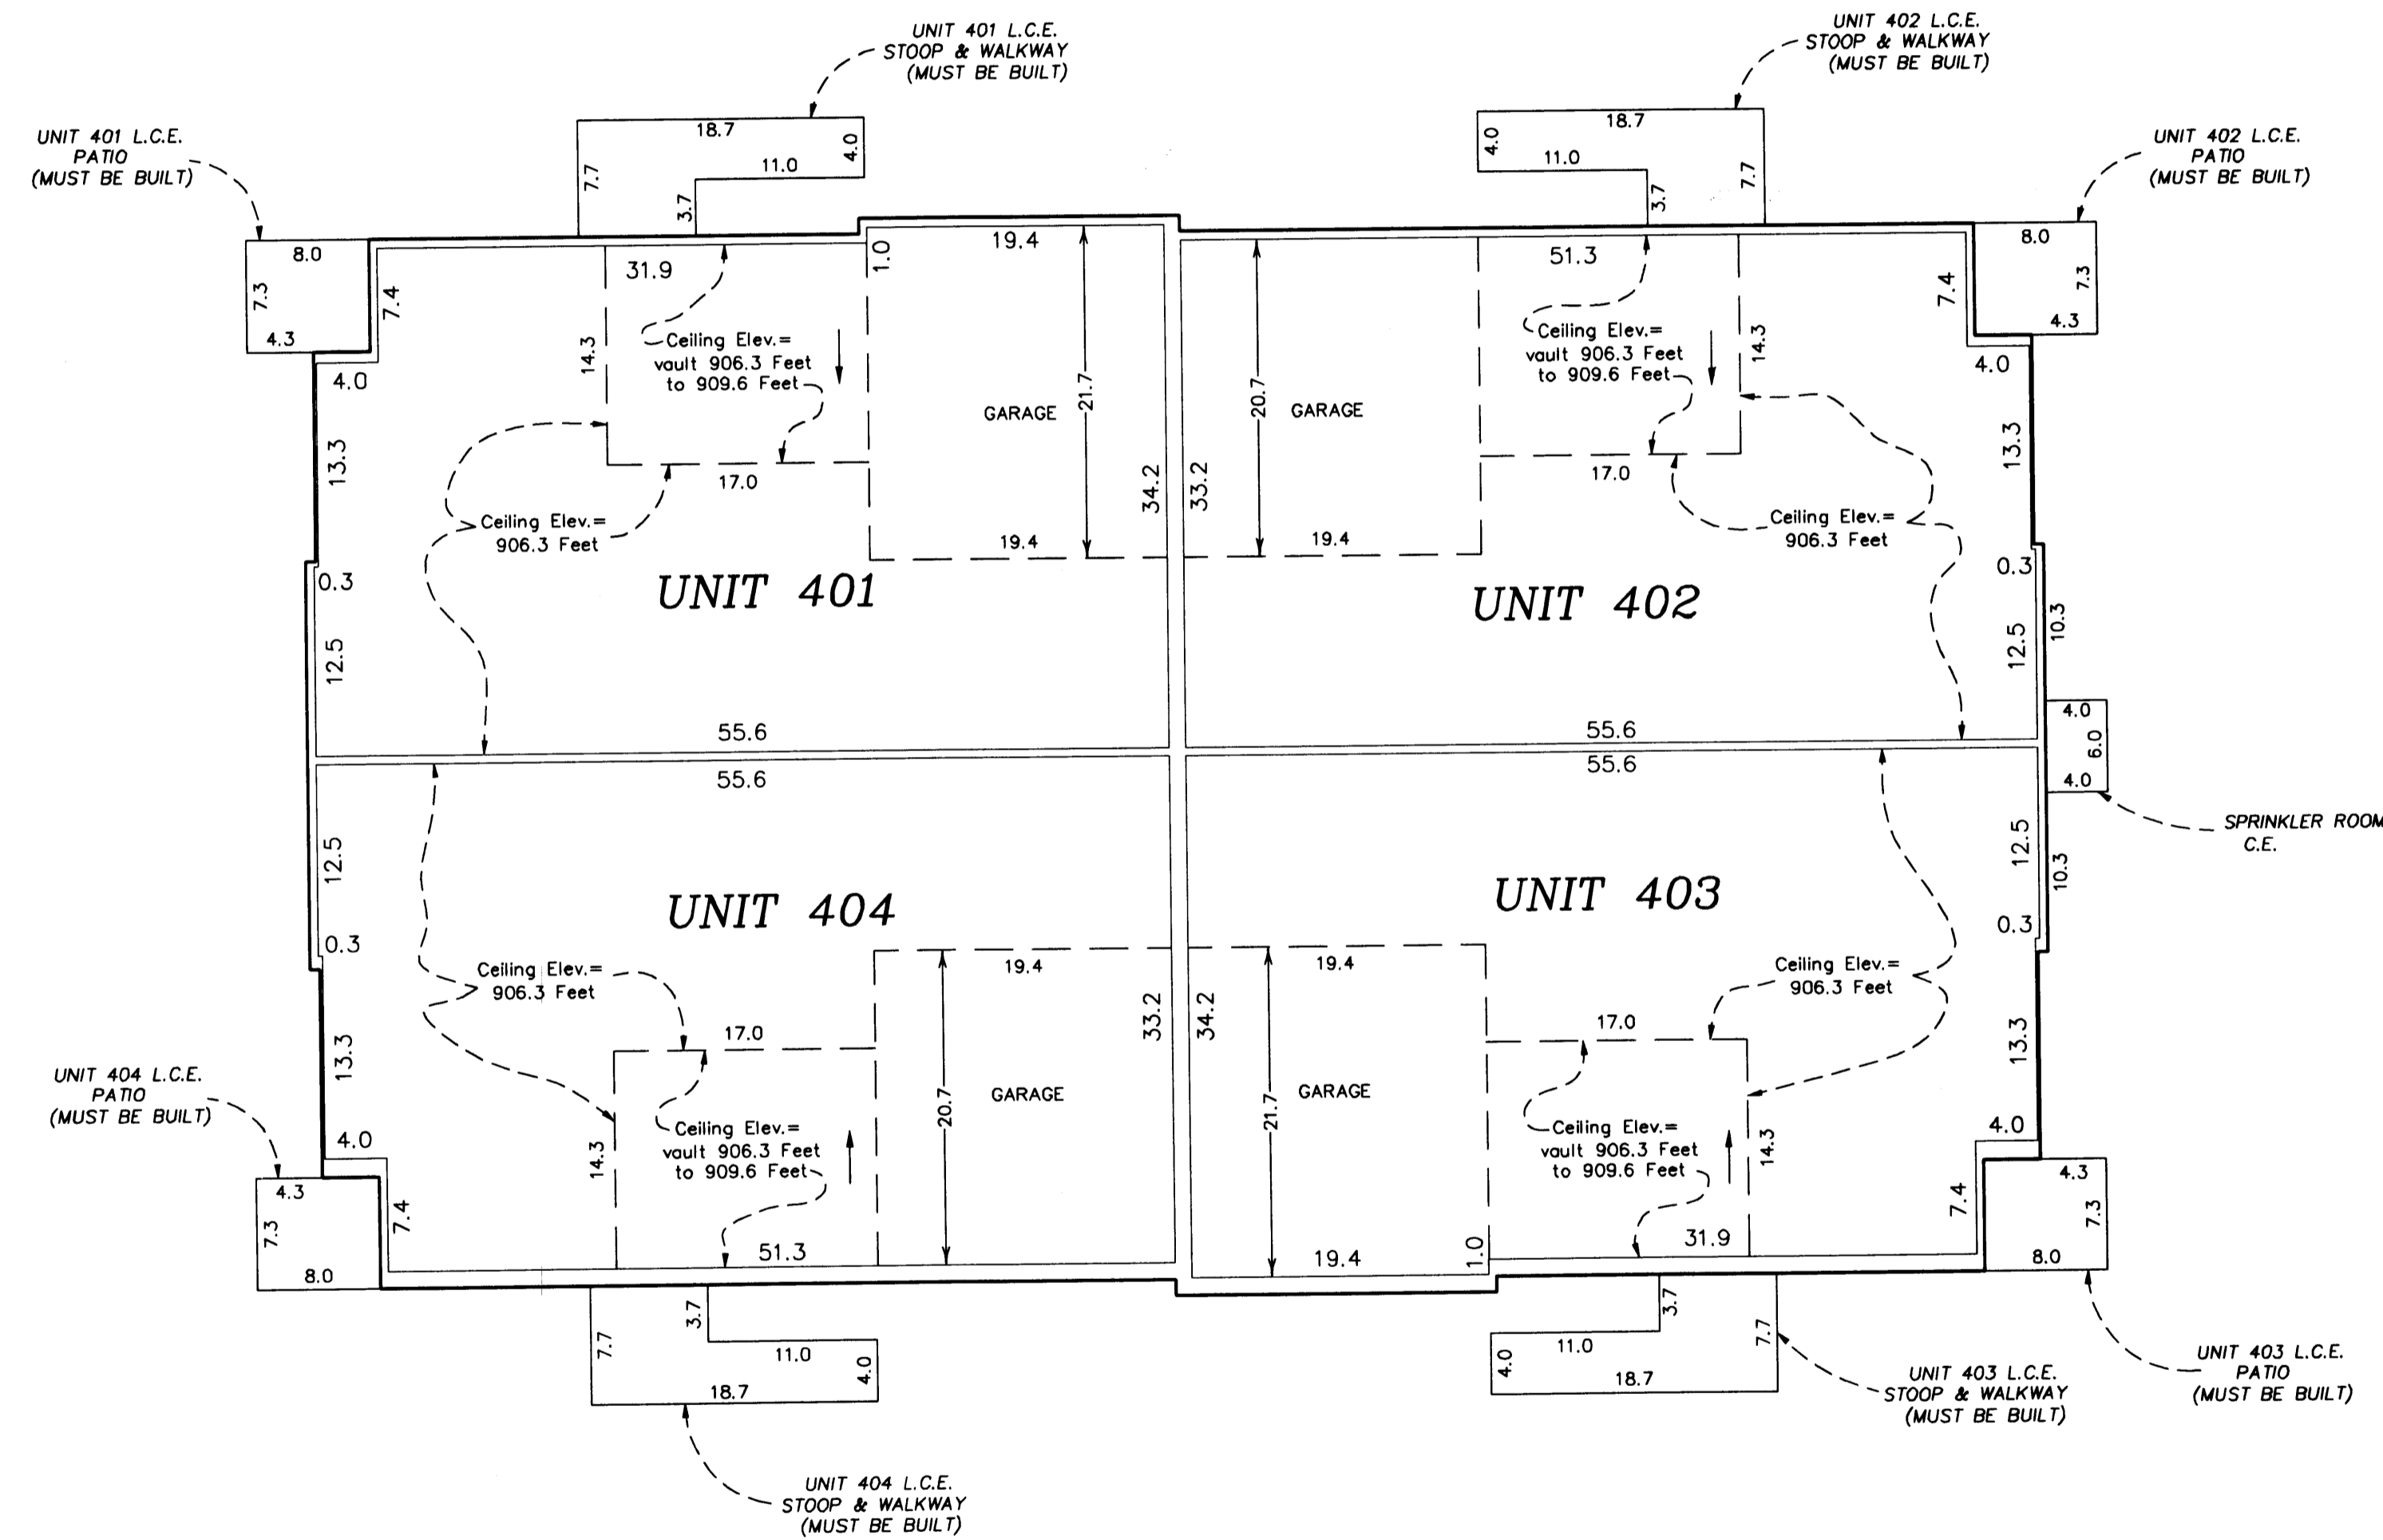 UNIT 401 L.C.E.
STOOP & WALKWAY
(MUST BE BUILT)
UNIT 402 L.C.E.
STOOP & WALKWAY
(MUST BE BUILT)
UNIT 401 L.C.E.
PATIO
(MUST BE BUILT)
UNIT 402 L.C.E.
PATIO
(MUST BE BUILT)
18.7
4.0
11.0
7.7
3.7
18.7
4.0
11.0
7.7
3.7
8.0
7.3
4.3
8.0
7.3
4.3
31.9
1.0
19.4
51.3
7.4
7.4
4.0
4.0
14.3
Ceiling Elev.=
vault 906.3 Feet
to 909.6 Feet
GARAGE
21.7
20.7
GARAGE
Ceiling Elev.=
vault 906.3 Feet
to 909.6 Feet
14.3
13.3
17.0
34.2
33.2
17.0
13.3
Ceiling Elev.=
906.3 Feet
19.4
19.4
Ceiling Elev.=
906.3 Feet
0.3
UNIT 401
UNIT 402
0.3
10.3
12.5
12.5
55.6
55.6
4.0
6.0
4.0
55.6
55.6
SPRINKLER ROOM
C.E.
12.5
12.5
10.3
UNIT 404
UNIT 403
0.3
0.3
Ceiling Elev.=
906.3 Feet
19.4
19.4
Ceiling Elev.=
906.3 Feet
13.3
17.0
33.2
34.2
17.0
13.3
UNIT 404 L.C.E.
PATIO
(MUST BE BUILT)
20.7
GARAGE
21.7
GARAGE
4.0
14.3
Ceiling Elev.=
vault 906.3 Feet
to 909.6 Feet
Ceiling Elev.=
vault 906.3 Feet
to 909.6 Feet
14.3
4.0
4.3
7.3
8.0
7.4
51.3
19.4
1.0
31.9
7.4
4.3
7.3
8.0
7.7
3.7
11.0
4.0
18.7
3.7
7.7
11.0
4.0
18.7
UNIT 403 L.C.E.
STOOP & WALKWAY
(MUST BE BUILT)
UNIT 403 L.C.E.
PATIO
(MUST BE BUILT)
UNIT 404 L.C.E.
STOOP & WALKWAY
(MUST BE BUILT)